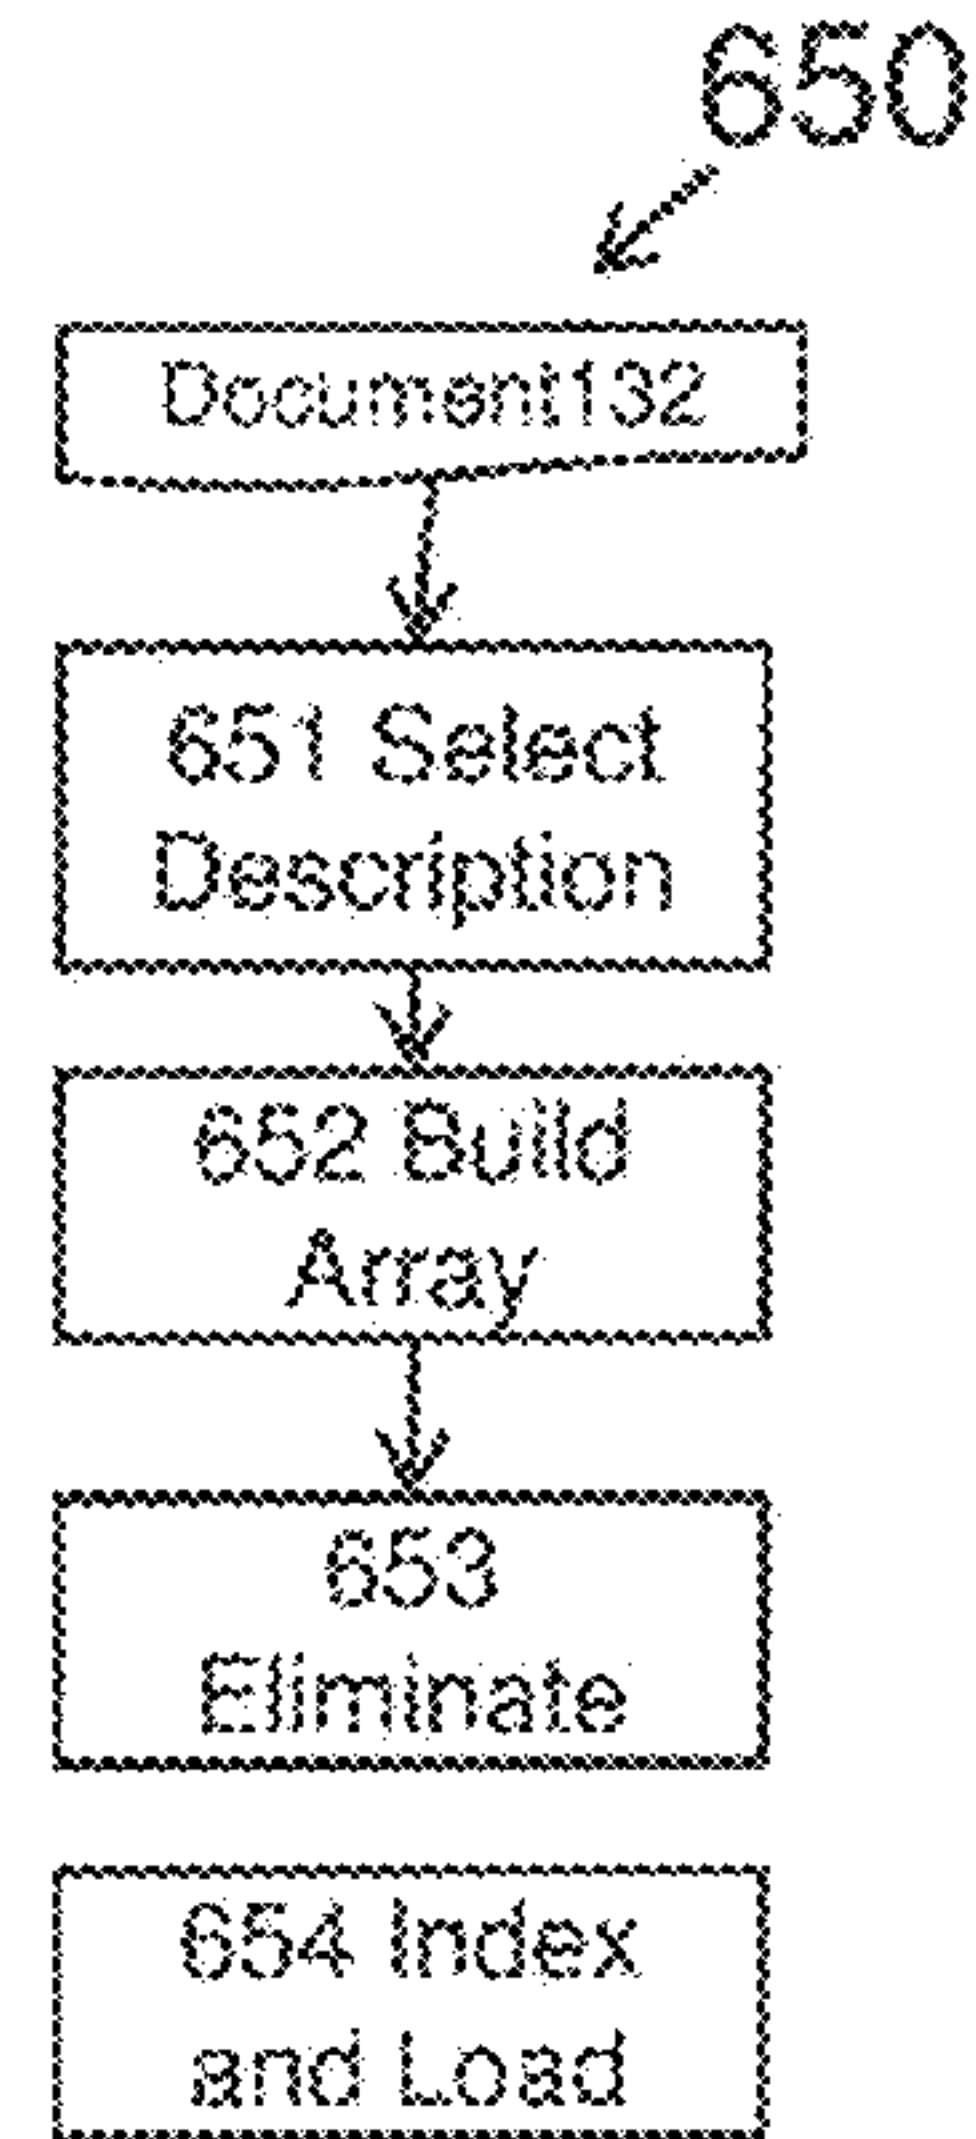 650
Document132
651 Select
Description
652 Build
Array
653
Eliminate
654 Index
and Load